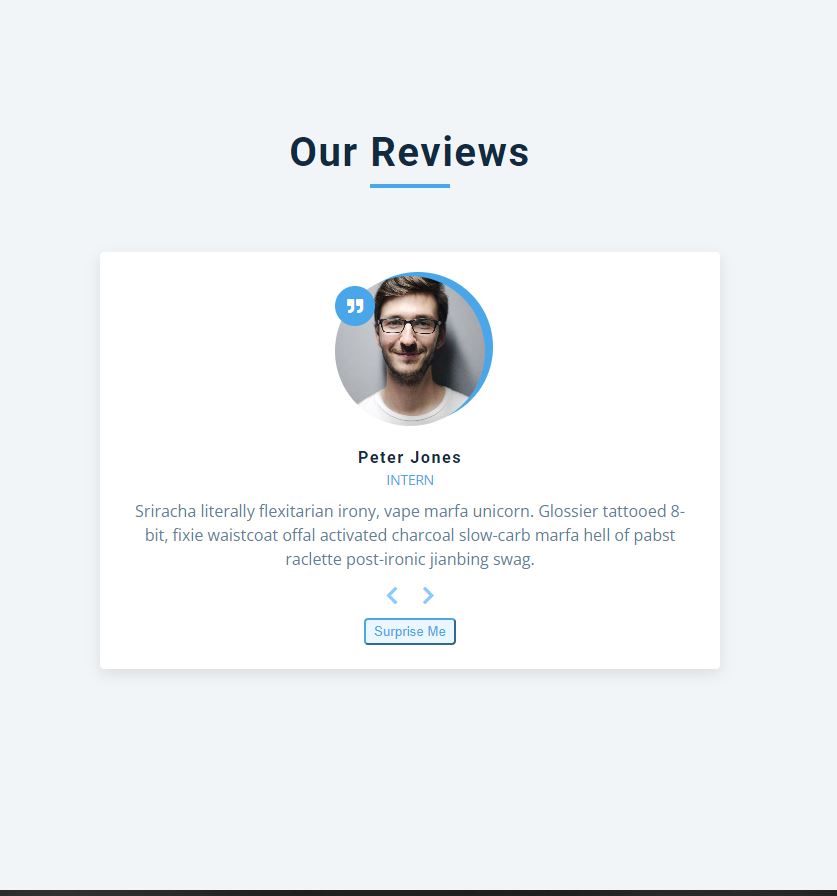 Our Reviews
Peter Jones
INTERN
Sriracha literally flexitarian irony, vape marfa unicorn. Glossier tattooed 8-
bit, fixie waistcoat offal activated charcoal slow-carb marfa hell of pabst
raclette post-ironic jianbing swag.
Surprise Me